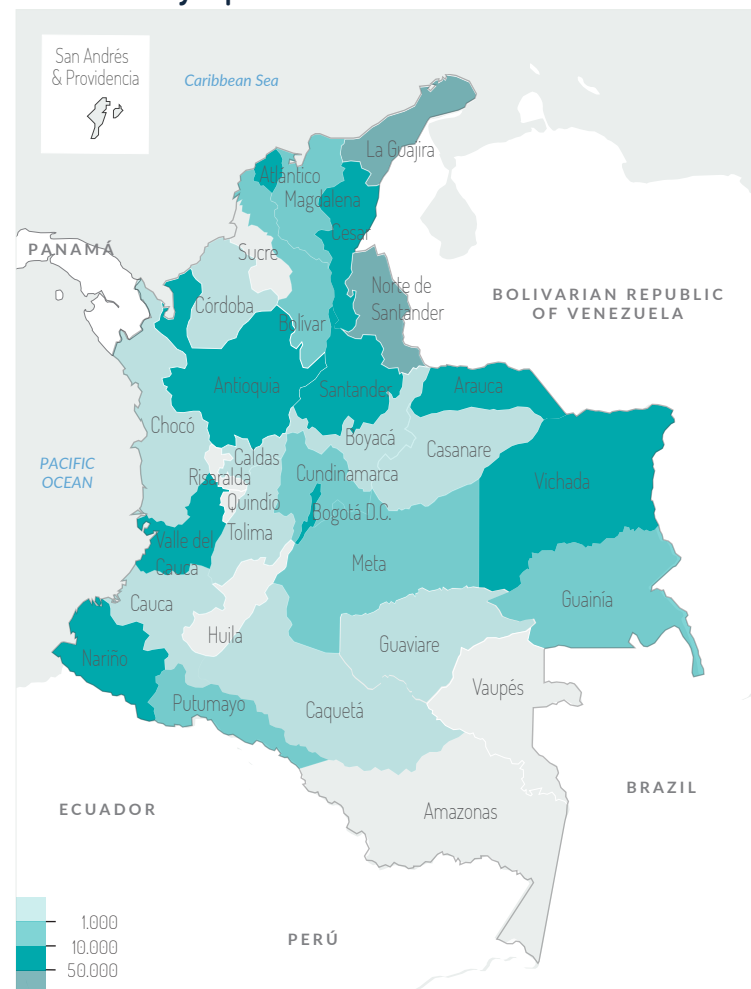 San Andrés
& Providencia
Caribbean Sea
La Guajira
Atlántico
Magdalena
Cesar
PANAMÁ
Sucre
Norte de
Santander
BOLIVARIAN REPUBLIC
OF VENEZUELA
Córdoba
Bolívar
Antioquia
Santander
Arauca
Chocó
Boyacá
Casanare
PACIFIC
OCEAN
Caldas
Risaralda
Cundinamarca
Vichada
Quindío
Bogotá D.C.
Tolima
Valle del
Cauca
Meta
Cauca
Guainía
Huila
Guaviare
Nariño
Vaupés
Putumayo
Caquetá
BRAZIL
ECUADOR
Amazonas
1.000
10.000
50.000
PERÚ